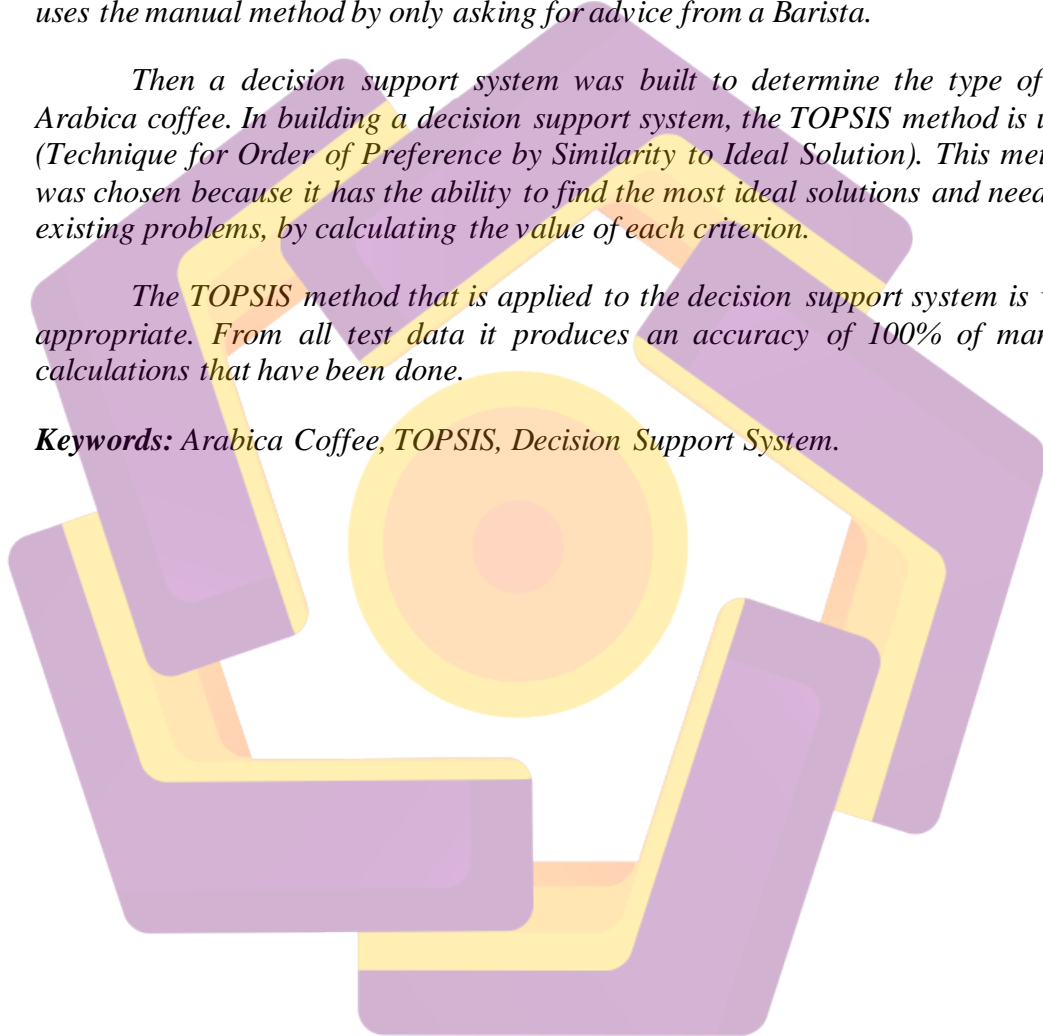 uses the manual method by only asking for advice from a Barista.
Then a decision support system was built to determine the type of
Arabica coffee. In building a decision support system, the TOPSIS method is
(Technique for Order of Preference by Similarity to Ideal Solution). This
was chosen because it has the ability to find the most ideal solutions and
existing problems, by calculating the value of each criterion.
The TOPSIS method that is applied to the decision support system is
appropriate. From all test data it produces an accuracy of 100% of
calculations that have been done.
Keywords: Arabica Coffee, TOPSIS, Decision Support System.